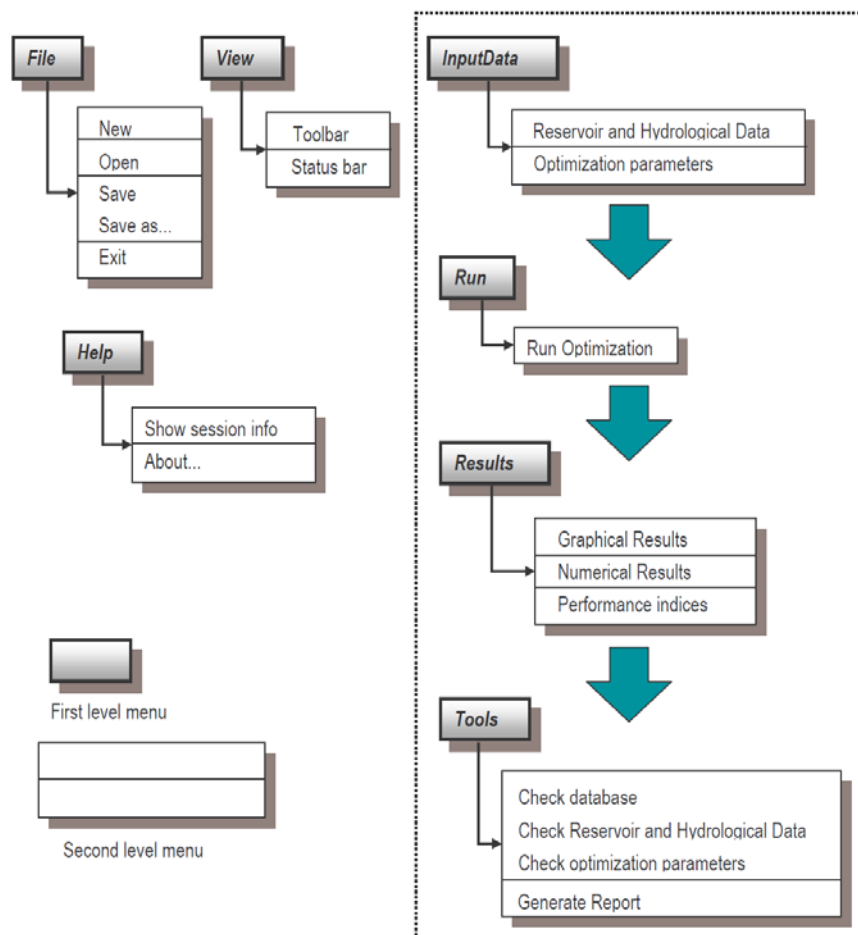 File
New
Open
Save
Save as...
Exit
View
Toolbar
Status bar
Help
Show session info
About...
First level menu
Second level menu
InputData
Reservoir and Hydrological Data
Optimization parameters
Run
Run Optimization
Results
Graphical Results
Numerical Results
Performance indices
Tools
Check database
Check Reservoir and Hydrological Data
Check optimization parameters
Generate Report